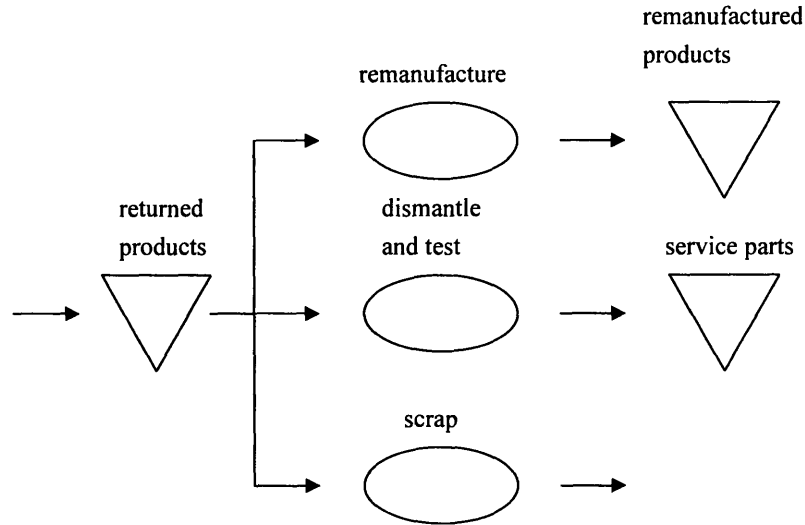 remanufactured
products
remanufacture
returned
products
dismantle
and test
service parts
scrap